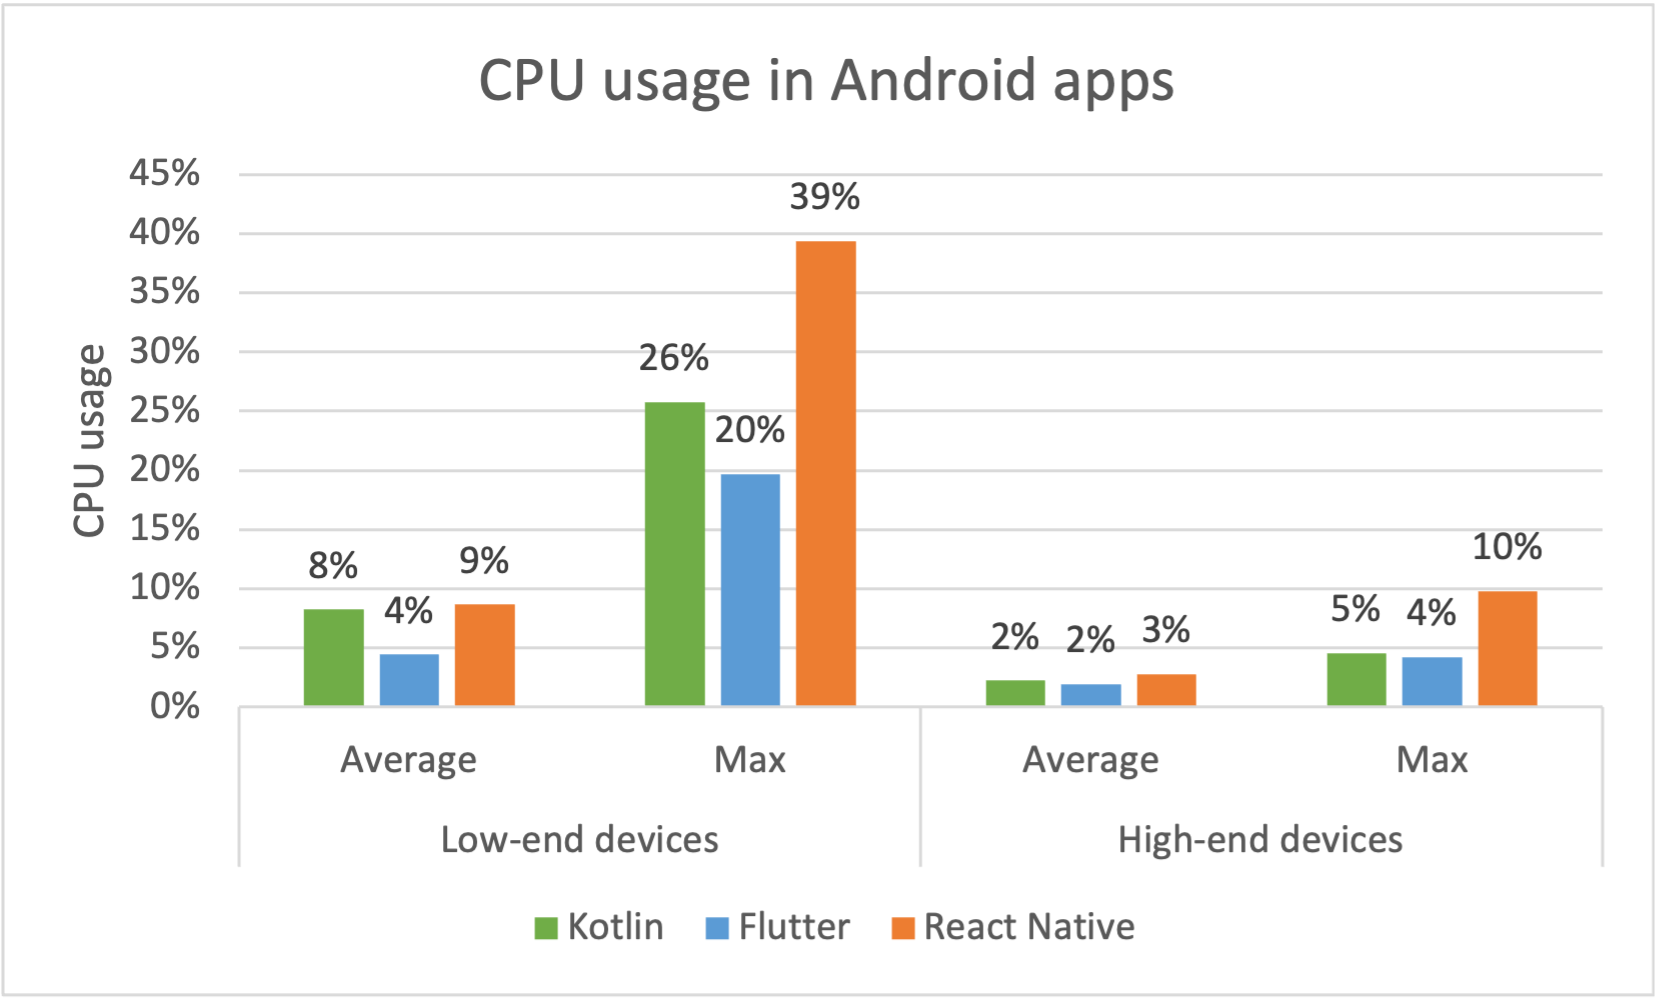 CPU usage in Android apps
CPU usage
45%
40%
35%
30%
25%
20%
15%
10%
5%
0%
8%
4%
9%
26%
20%
39%
2%
2%
3%
5%
4%
10%
Average
Max
Average
Max
Low-end devices
High-end devices
Kotlin
Flutter
React Native